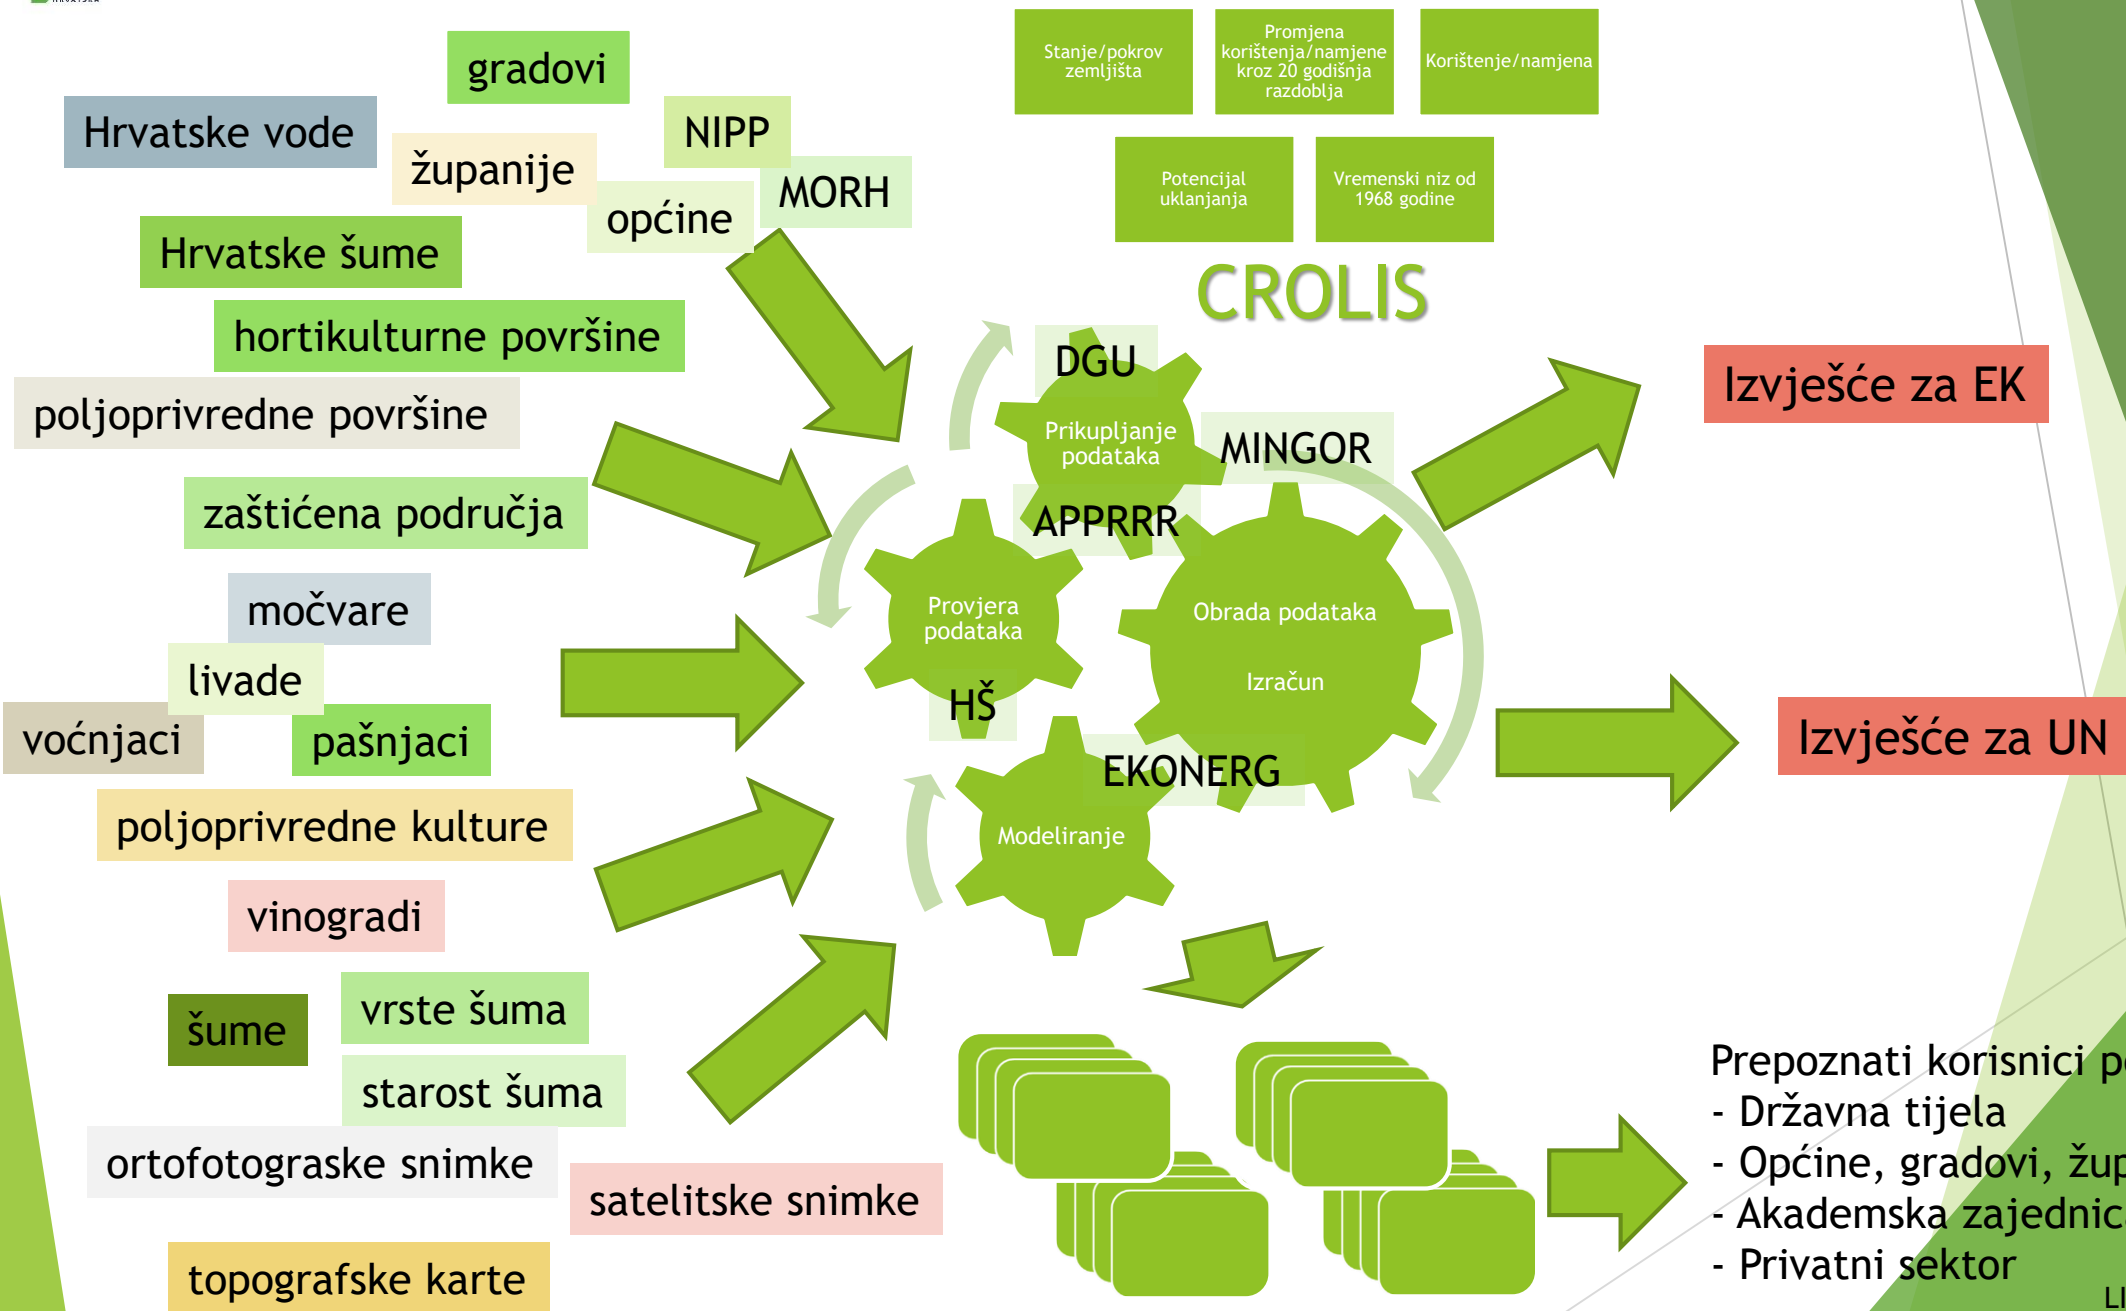 gradovi
Hrvatske vode
NIPP
županije
MORH
općine
Hrvatske šume
hortikulturne površine
poljoprivredne površine
zaštićena područja
močvare
livade
voćnjaci
pašnjaci
poljoprivredne kulture
vinogradi
vrste šuma
šume
starost šuma
ortofotograske snimke
satelitske snimke
topografske karte
Stanje/pokrov
zemljišta
Promjena
korištenja/namjene
kroz 20 godišnja
razdoblja
Korištenje/namjena
Potencijal
uklanjanja
Vremenski niz od
1968 godine
CROLIS
DGU
Prikupljanje
podataka
MINGOR
APPRRR
Provjera
podataka
HŠ
Obrada podataka
Izračun
EKONERG
Modeliranje
Izvješće za EK
Izvješće za UN
Prepoznati korisnici
- Državna tijela
- Općine, gradovi,
- Akademska zajednica
- Privatni sektor